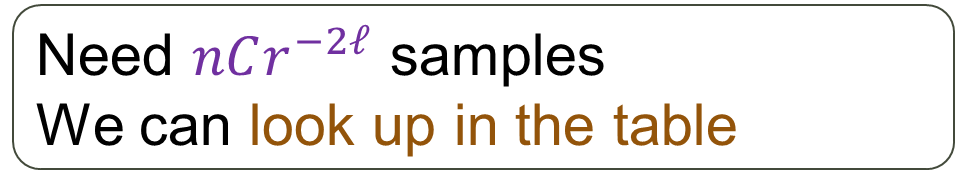 Need nCr⁻²ˡ samples
We can look up in the table